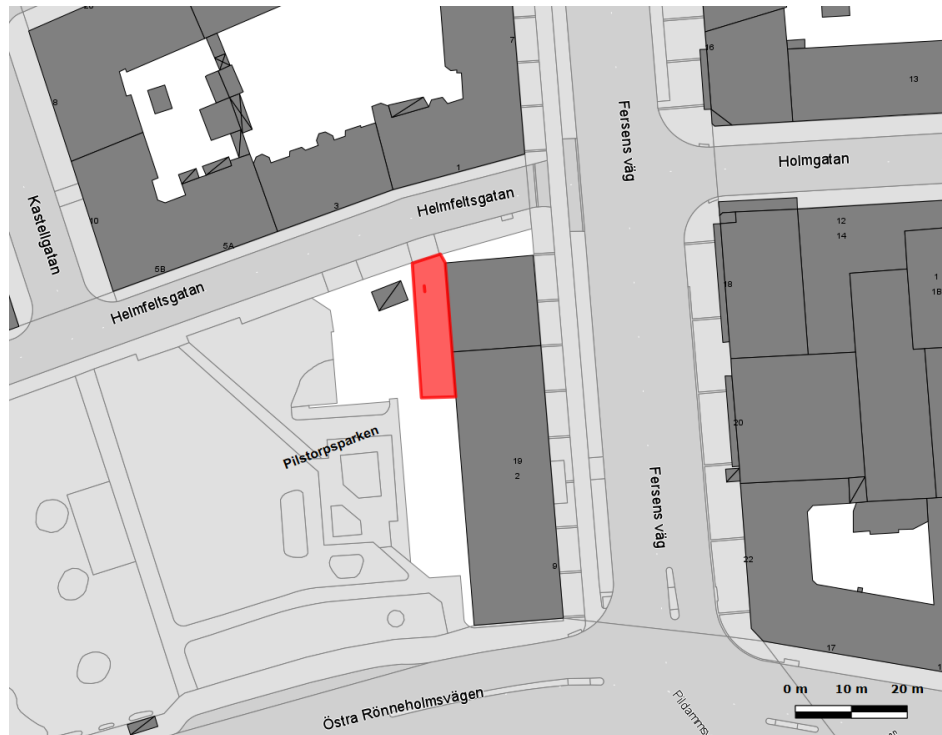 7
16
13
8
Fersens väg
Holmgatan
1
Helmfeltsgatan
3
Kastellgatan
10
5A
5B
12
14
18
1
1B
Helmfeltsgatan
Pilstorpsparken
20
19
2
Fersens väg
9
22
17
0 m 10 m 20 m
Östra Rönneholmsvägen